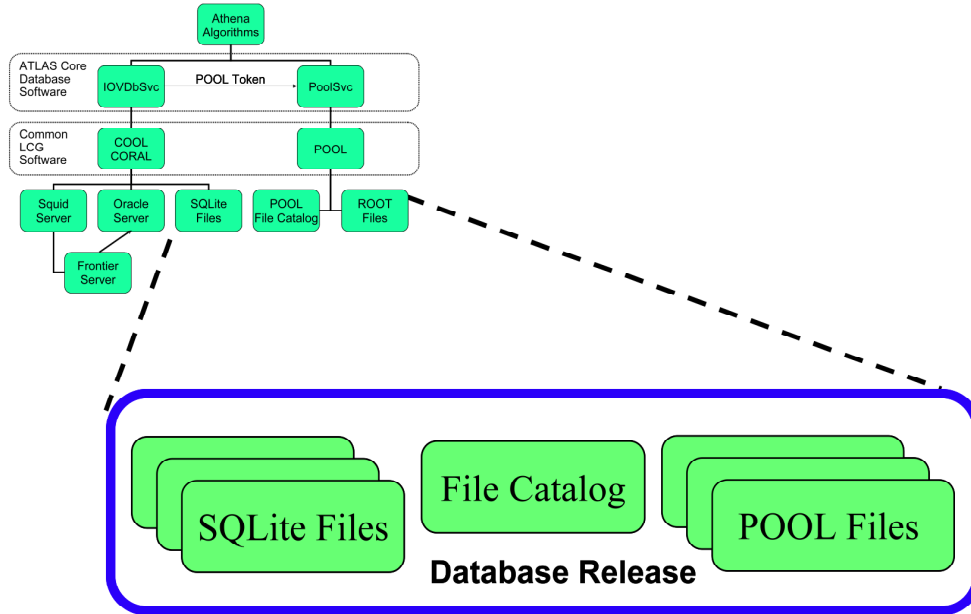 Athena
Algorithms
ATLAS Core
Database
Software
IOVDbSvc
POOL Token
PoolSvc
Common
LCG
Software
COOL
CORAL
POOL
Squid
Server
Oracle
Server
SQLite
Files
POOL
File Catalog
ROOT
Files
Frontier
Server
SQLite Files
File Catalog
POOL Files
Database Release